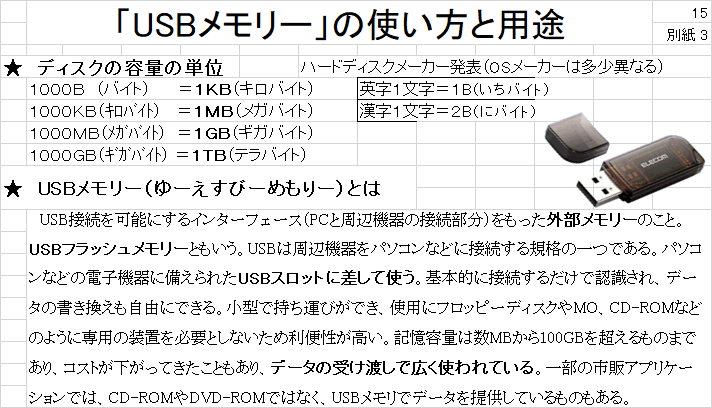 「USBメモリー」の使い方と用途
15
別紙3
★ ディスクの容量の単位
ハードディスクメーカー発表(OSメーカーは多少異なる)
1000B (バイト) =1KB(キロバイト)
英字1文字=1B(いちバイト)
1000KB(キロバイト) =1MB(メガバイト)
漢字1文字=2B(にバイト)
1000MB(メガバイト) =1GB(ギガバイト)
1000GB(ギガバイト) =1TB(テラバイト)
ELECOM
★ USBメモリー(ゆーえすびーめもりー)とは
USB接続を可能にするインターフェース(PCと周辺機器の接続部分)をもった外部メモリーのこと。
USBフラッシュメモリーともいう。USBは周辺機器をパソコンなどに接続する規格の一つである。パソコ
ンなどの電子機器に備えられたUSBスロットに差して使う。基本的に接続するだけで認識され、デー
タの書き換えも自由にできる。小型で持ち運びができ、使用にフロッピーディスクやMO、CD-ROMなど
のように専用の装置を必要としないため利便性が高い。記憶容量は数MBから100GBを超えるものまで
あり、コストが下がってきたこともあり、データの受け渡しで広く使われている。一部の市販アプリケー
ションでは、CD-ROMやDVD-ROMではなく、USBメモリでデータを提供しているものもある。